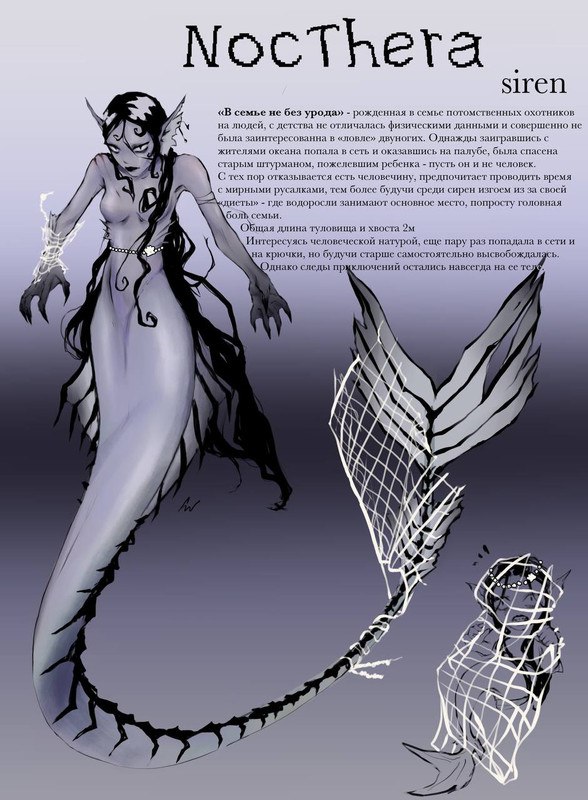 Nocthera
siren
«В семье не без урода» - рожденная в семье потомственных охотников
на людей, с детства не отличалась физическими данными и совершенно не
была заинтересованна в «ловле» двуногих. Однажды заигравшись с
жителями океана попала в сеть и оказавшись на палубе, была спасена
старым штурманом, пожелевшим ребенка - пусть он и не человек.
С тех пор отказывается есть человечину, предпочитает проводить время
с мирными русалками, тем более будучи среди сирен изгоем из за своей
«диеты» - где водоросли занимают основное место, попросту головная
боль семьи.
Общая длина туловища и хвоста 2м
Интересуясь человеческой натурой, еще пару раз попадала в сети и
на крючки, но будучи старше самостоятельно высвобождалась.
Однако следы приключений остались навсегда на ее теле.